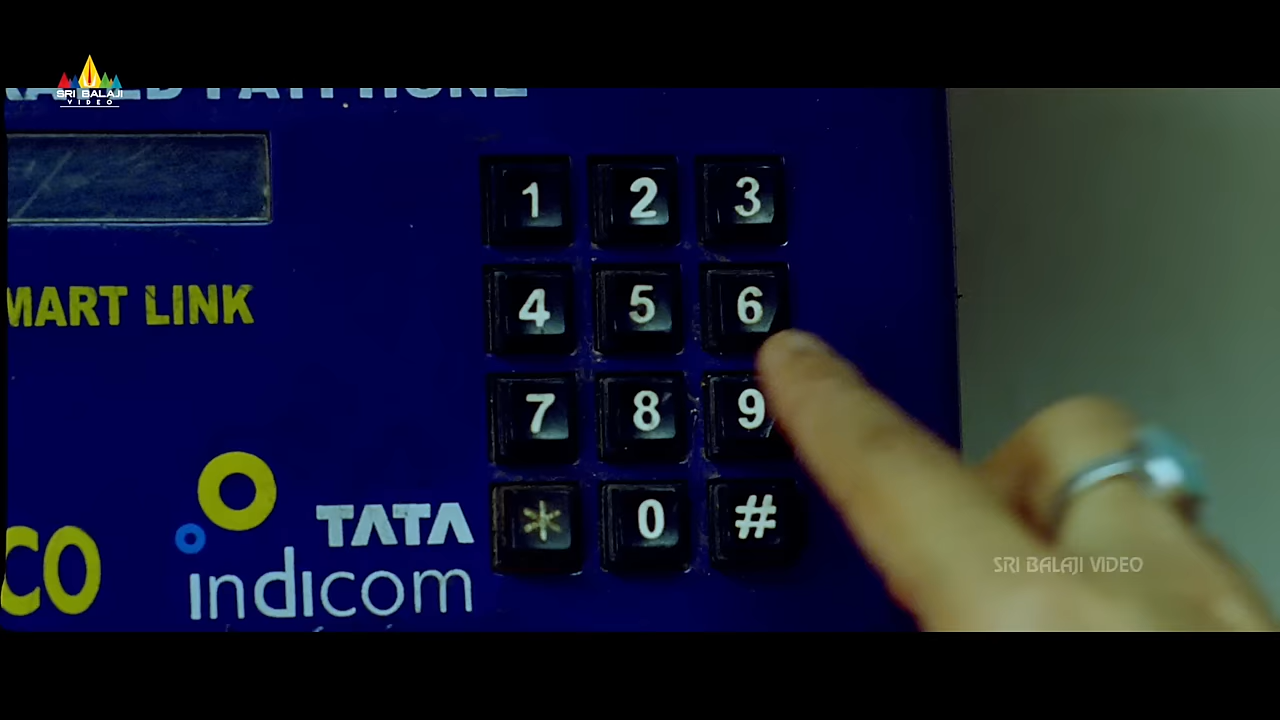 SRI BALAJI
VIDEO
PHONE
1 2 3
4 5 6
MART LINK
7 8 9
* 0 #
TATA
indicom
CO
SRI BALAJI VIDEO